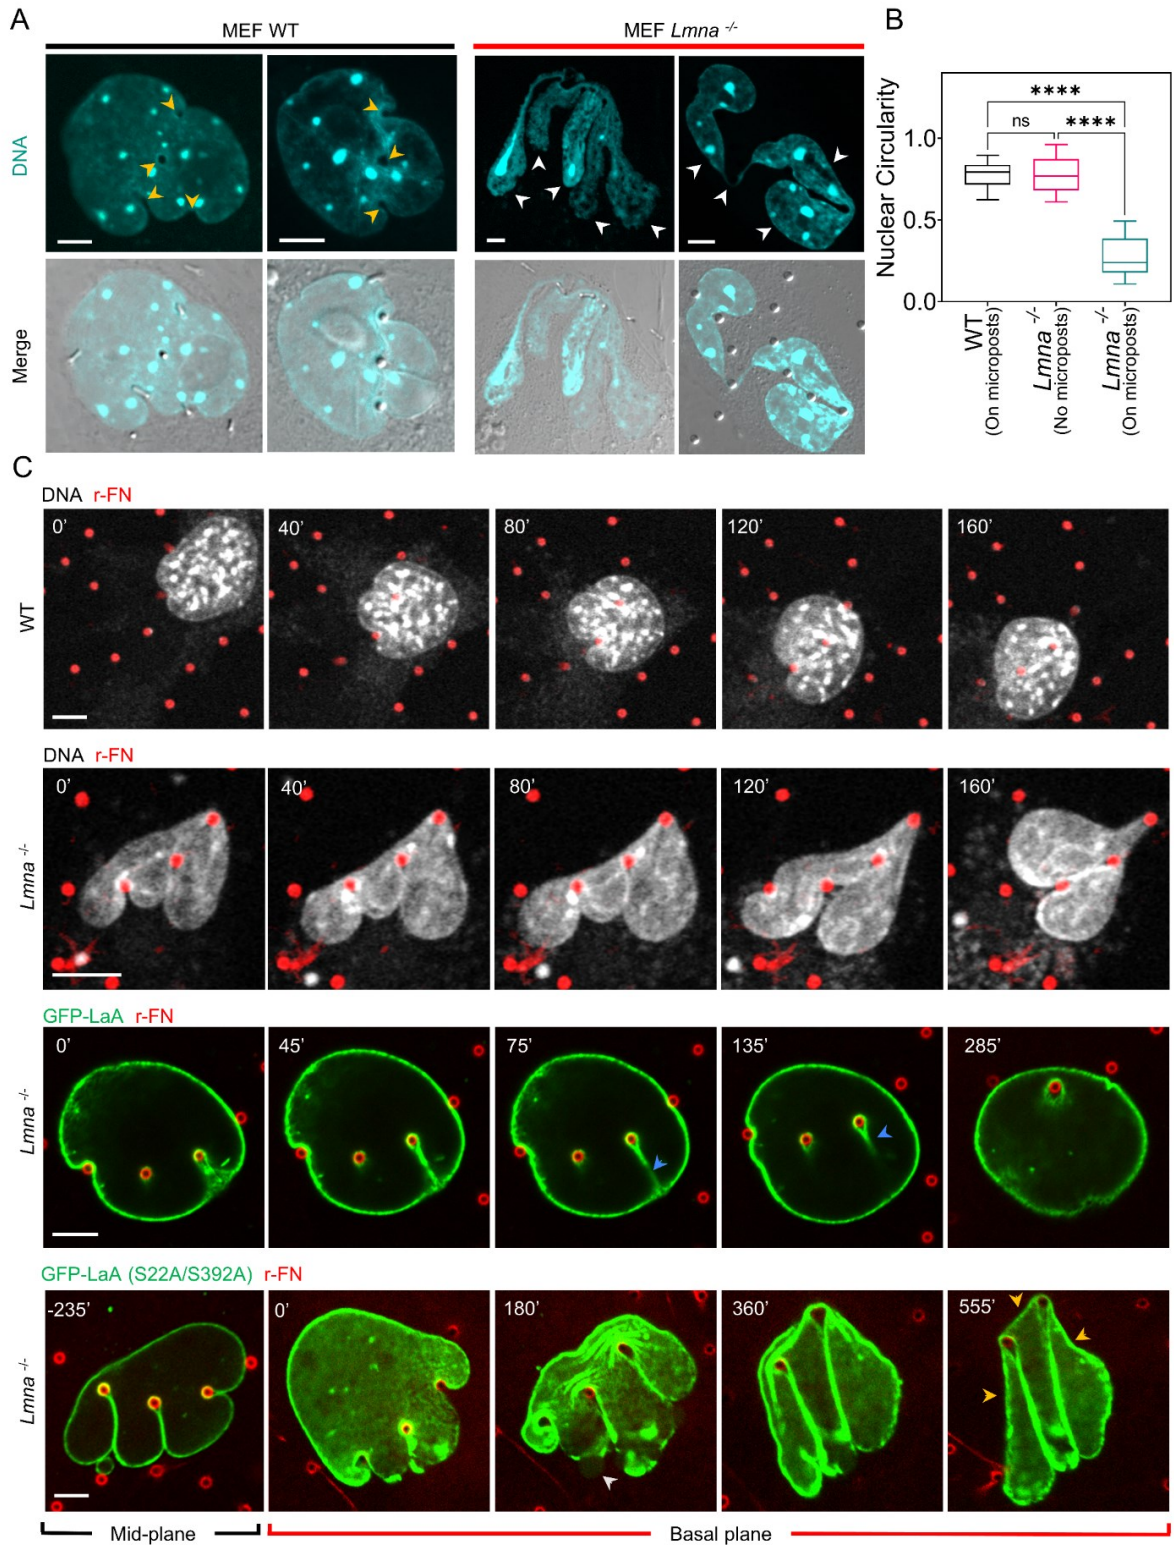 A
MEF WT
MEF Lmna -/-
DNA
Merge
B
Nuclear Circularity
1.0
0.5
0.0
****
ns
****
WT
(On microposts)
Lmna -/-
(No microposts)
Lmna -/-
(On microposts)
C
DNA r-FN
WT
0’
40’
80’
120’
160’
DNA r-FN
Lmna -/-
0’
40’
80’
120’
160’
GFP-LaA r-FN
Lmna -/-
0’
45’
75’
135’
285’
GFP-LaA (S22A/S392A) r-FN
Lmna -/-
-235’
0’
180’
360’
555’
Mid-plane
Basal plane